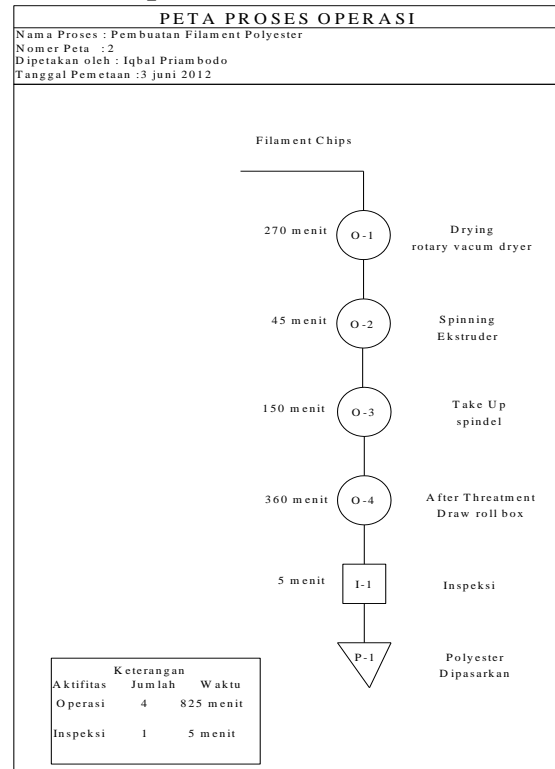 PETA PROSES OPERASI
Nama Proses : Pembuatan Filament Polyester
Nomer Peta : 2
Dipetakan oleh : Iqbal Priambodo
Tanggal Pemetaan :3 juni 2012
Filament Chips
270 menit O-1 Drying
rotary vacum dryer
45 menit O-2 Spinning
Ekstruder
150 menit O-3 Take Up
spindel
360 menit O-4 After Threatment
Draw roll box
5 menit I-1 Inspeksi
P-1 Polyester
Dipasarkan
Keterangan
Aktifitas Jumlah Waktu
Operasi 4 825 menit
Inspeksi 1 5 menit